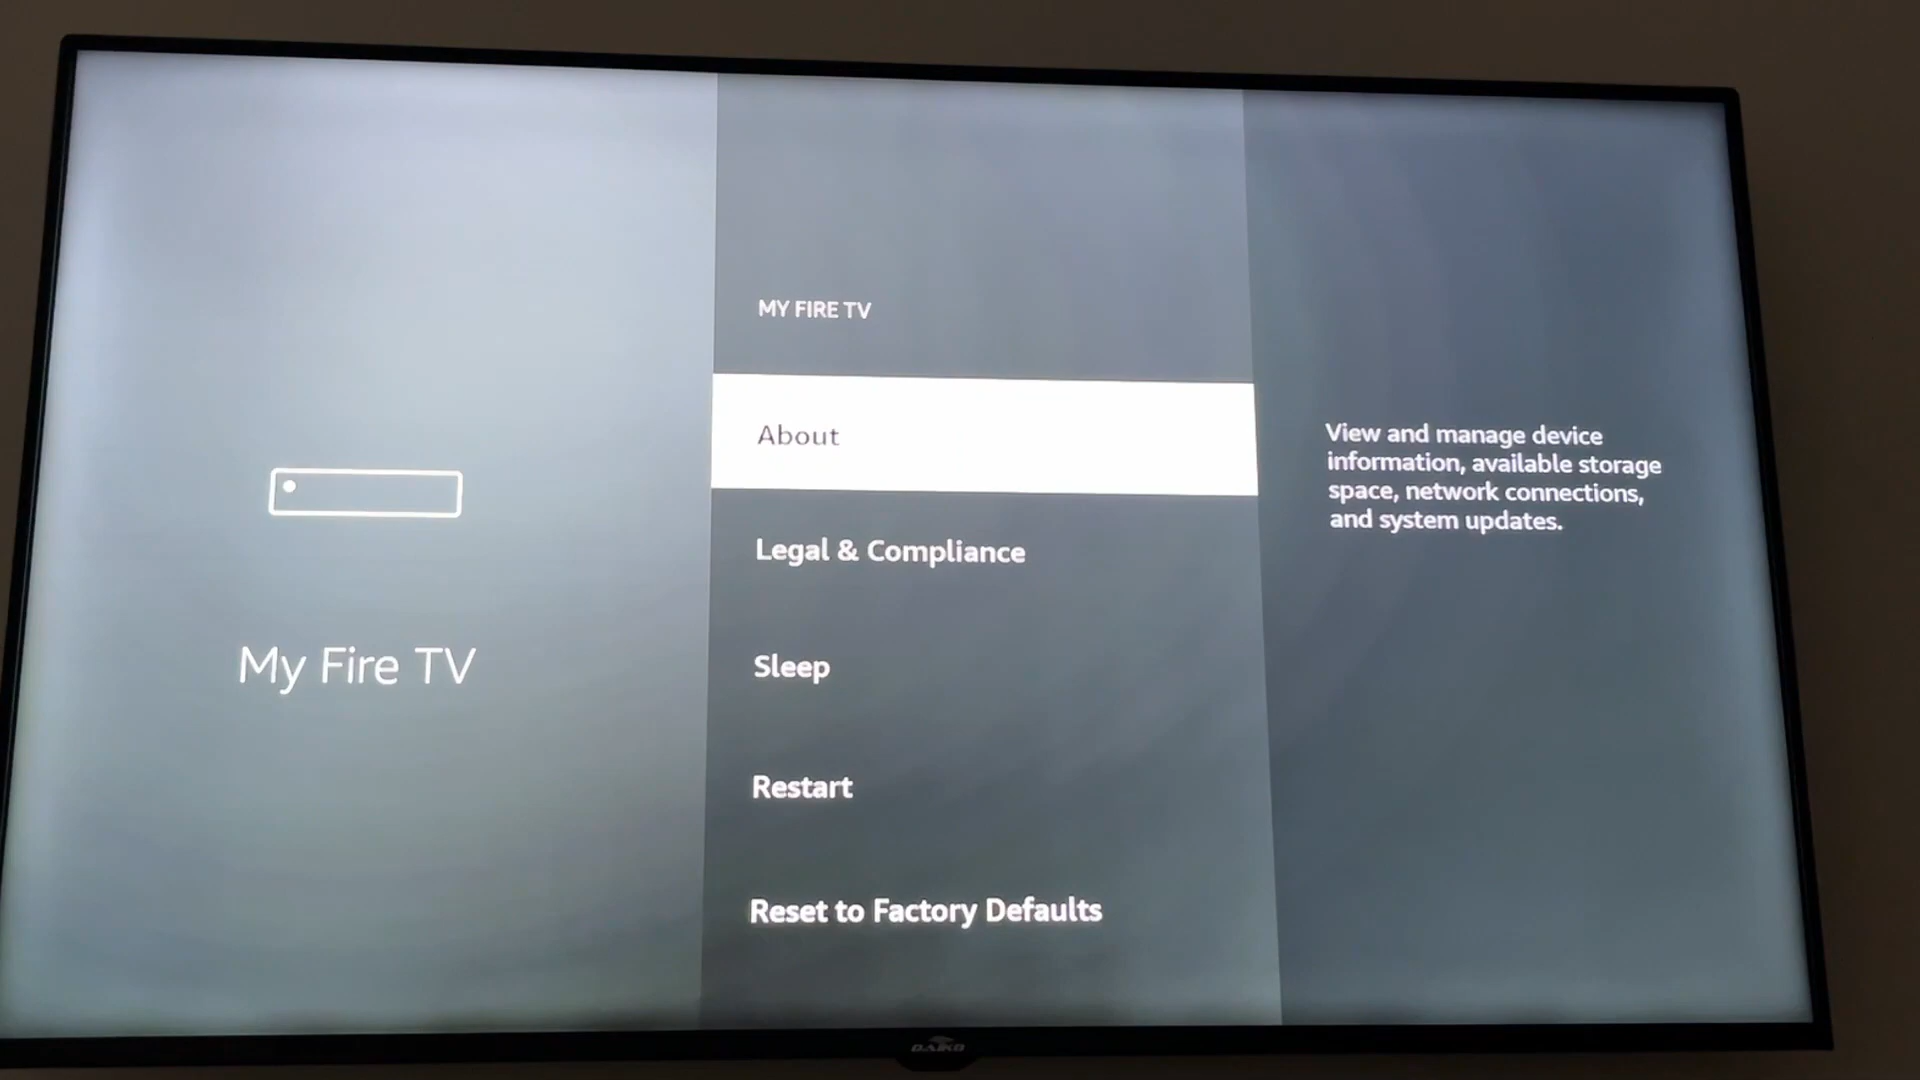 MY FIRE TV
About
Legal & Compliance
Sleep
Restart
Reset to Factory Defaults
My Fire TV
View and manage device
information, available storage
space, network connections,
and system updates.
DAIKO